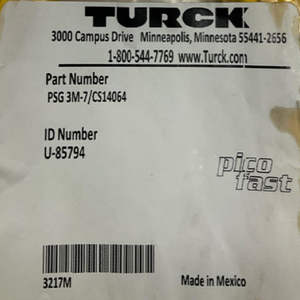 TURCK
3000 Campus Drive Minneapolis, Minnesota 55441-2656
1-800-544-7769 www.Turck.com
Part Number
PSG 3M-7/CS14064
ID Number
U-85794
pico
fast
3217M
Made in Mexico